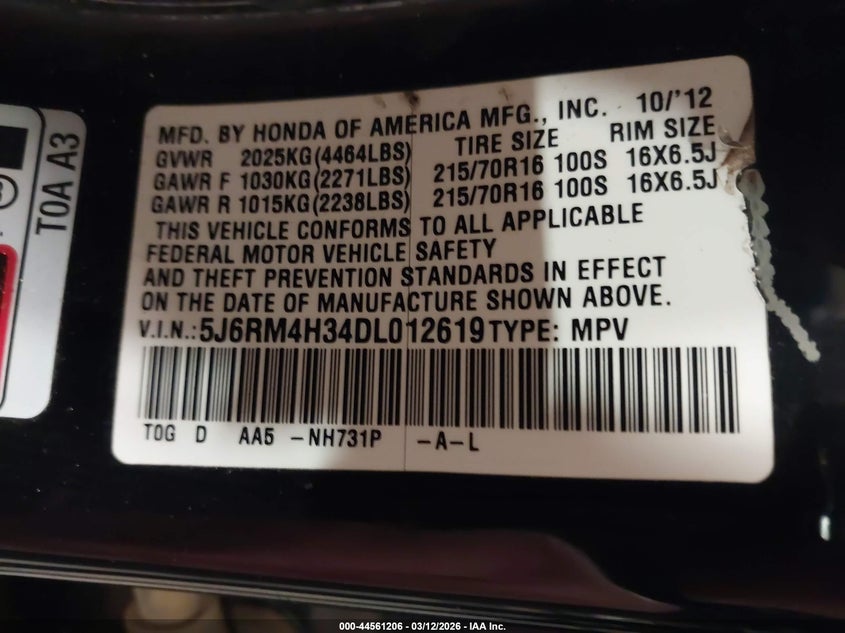 MFD. BY HONDA OF AMERICA MFG., INC. 10/'12
TIRE SIZE RIM SIZE
GVWR 2025KG(4464LBS)
GAWR F 1030KG(2271LBS) 215/70R16 100S 16X6.5J
GAWR R 1015KG(2238LBS) 215/70R16 100S 16X6.5J
THIS VEHICLE CONFORMS TO ALL APPLICABLE
FEDERAL MOTOR VEHICLE SAFETY
AND THEFT PREVENTION STANDARDS IN EFFECT
ON THE DATE OF MANUFACTURE SHOWN ABOVE.
V.I.N.:5J6RM4H34DL012619 TYPE: MPV
TOG D AA5 -NH731P -A-L
TOA A3
000-44561206 - 03/12/2026 - IAA Inc.